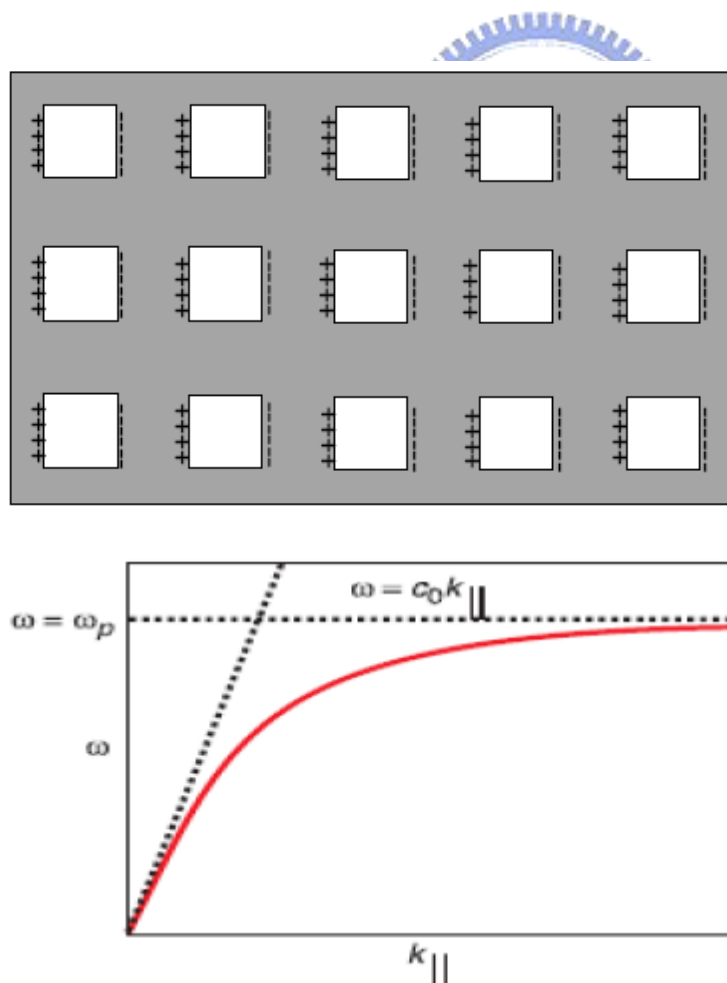 ω = c₀k||
ω = ωₚ
ω
k||